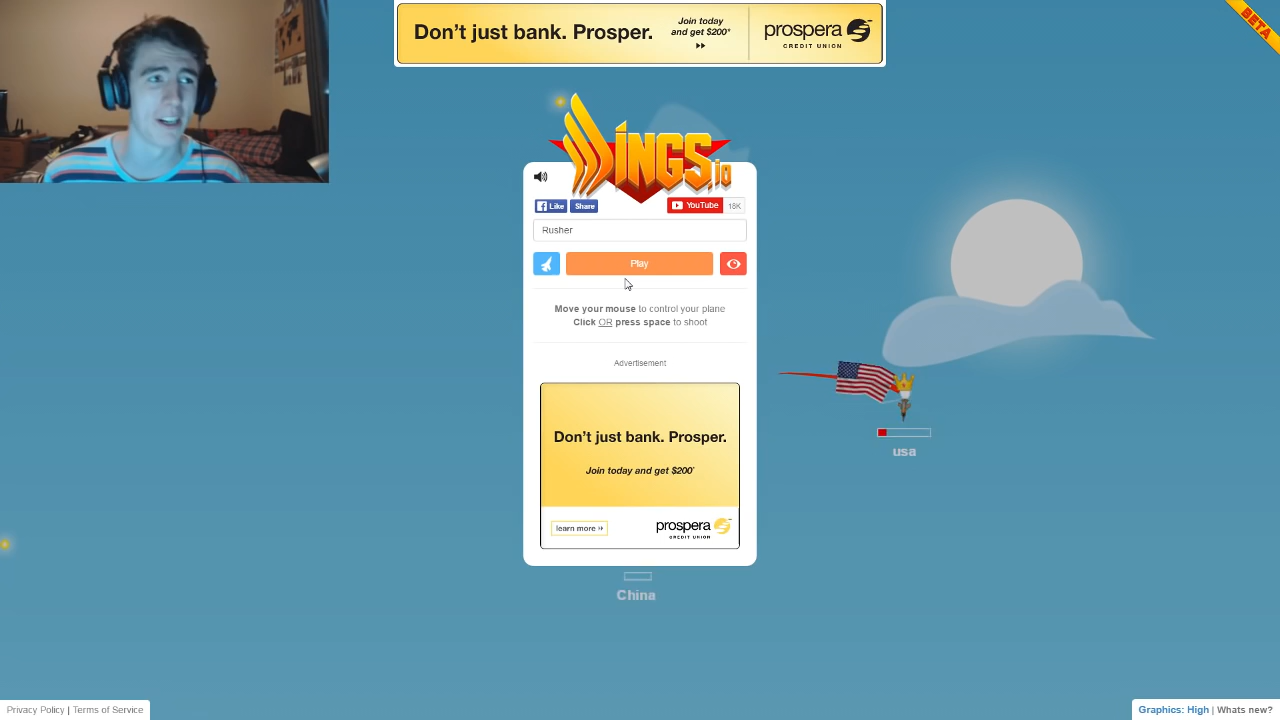 Don't just bank. Prosper.
Join today
and get $200*
prospera
CREDIT UNION
BETA
WINGS.io
Like
Share
YouTube
18K
Rusher
Play
Move your mouse to control your plane
Click OR press space to shoot
Advertisement
Don't just bank. Prosper.
Join today and get $200*
learn more
prospera
CREDIT UNION
usa
China
Privacy Policy | Terms of Service
Graphics: High | Whats new?